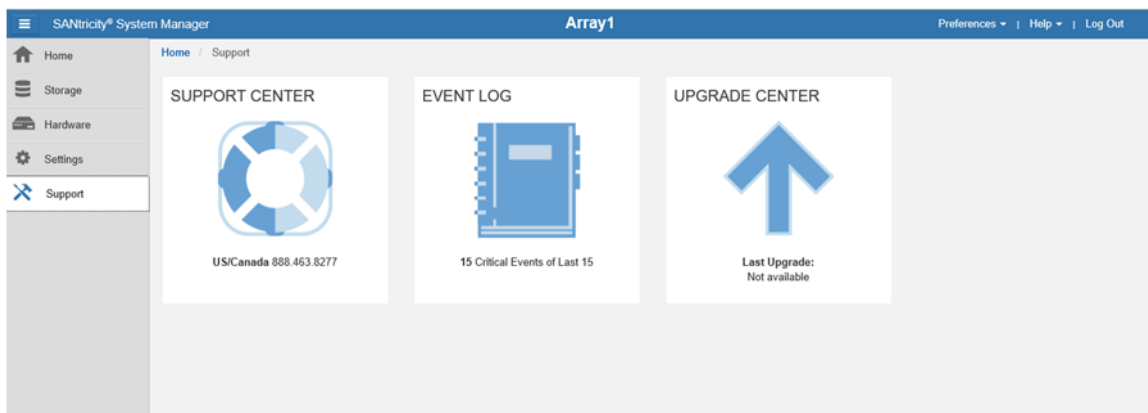 SANtricity® System Manager
Array1
Preferences | Help | Log Out
Home
Storage
Hardware
Settings
Support
Home / Support
SUPPORT CENTER
US/Canada 888.463.8277
EVENT LOG
15 Critical Events of Last 15
UPGRADE CENTER
Last Upgrade:
Not available